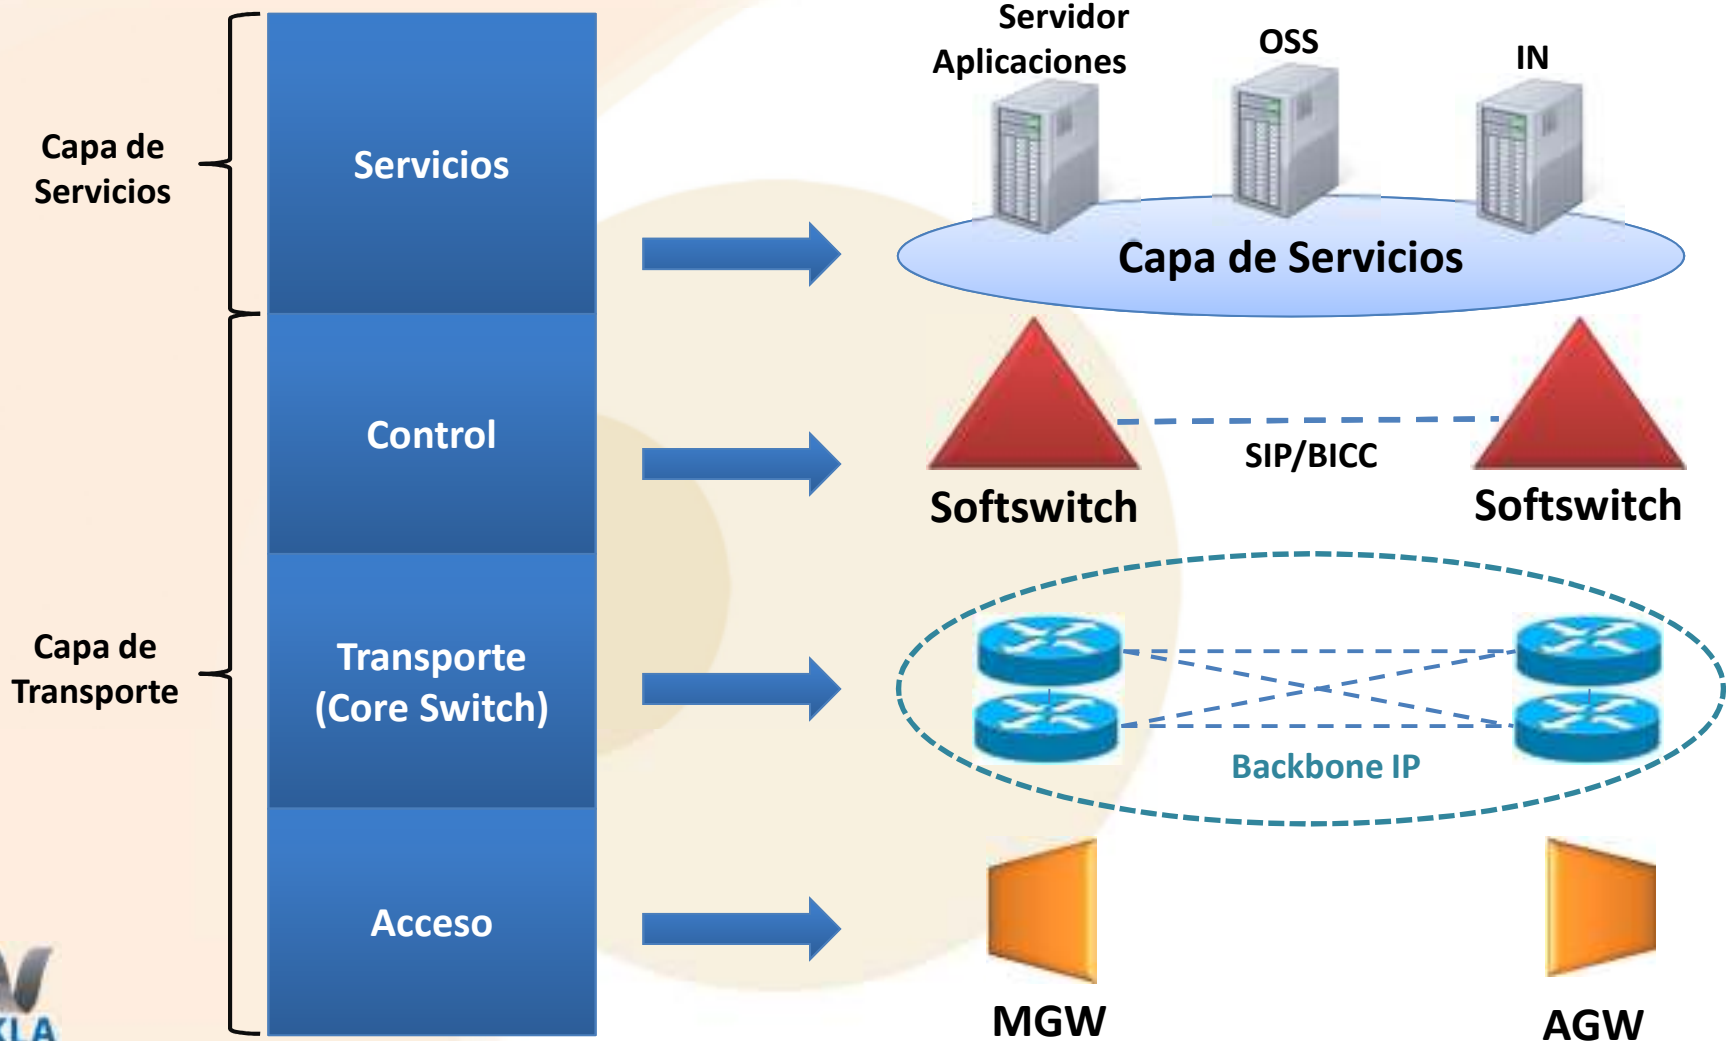 Capa de
Servicios
Capa de
Transporte
Servicios
Control
Transporte
(Core Switch)
Acceso
Servidor
Aplicaciones
OSS
IN
Capa de Servicios
SIP/BICC
Softswitch
Softswitch
Backbone IP
MGW
AGW